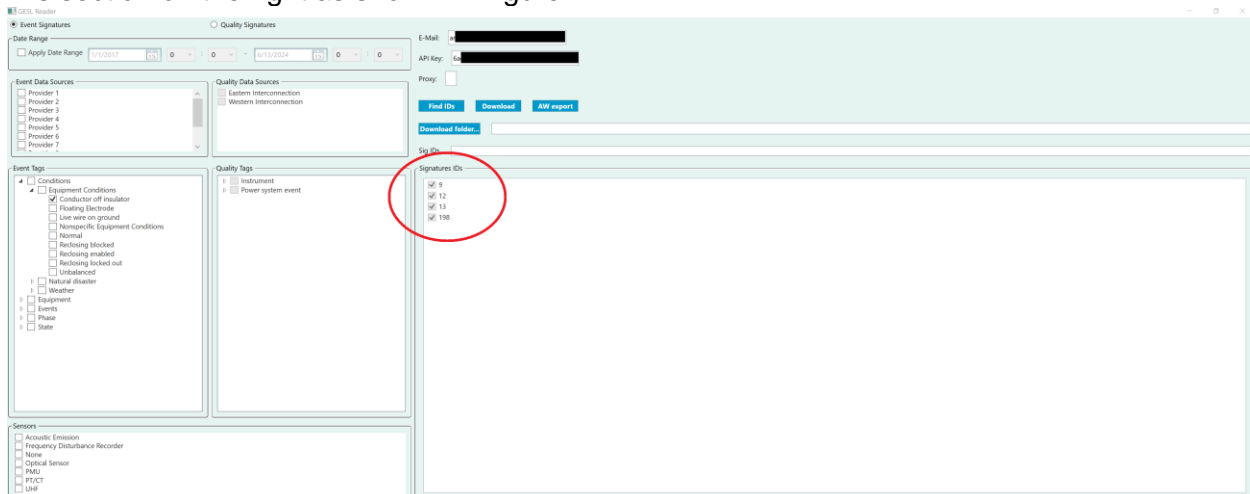 GESL Reader
Event Signatures
Quality Signatures
Date Range
Apply Date Range 1/1/2017 15 0 : 0 - 6/13/2024 15 0 : 0
Event Data Sources
Provider 1
Provider 2
Provider 3
Provider 4
Provider 5
Provider 6
Provider 7
Quality Data Sources
Eastern Interconnection
Western Interconnection
E-Mail:
API Key: 6a
Proxy:
Find IDs Download AW export
Download folder...
Sig IDs
Event Tags
Conditions
Equipment Conditions
Conductor off insulator
Floating Electrode
Live wire on ground
Nonspecific Equipment Conditions
Normal
Reclosing blocked
Reclosing enabled
Reclosing locked out
Unbalanced
Natural disaster
Weather
Equipment
Events
Phase
State
Quality Tags
Instrument
Power system event
Signatures IDs
9
12
13
198
Sensors
Acoustic Emission
Frequency Disturbance Recorder
None
Optical Sensor
PMU
PT/CT
UHF